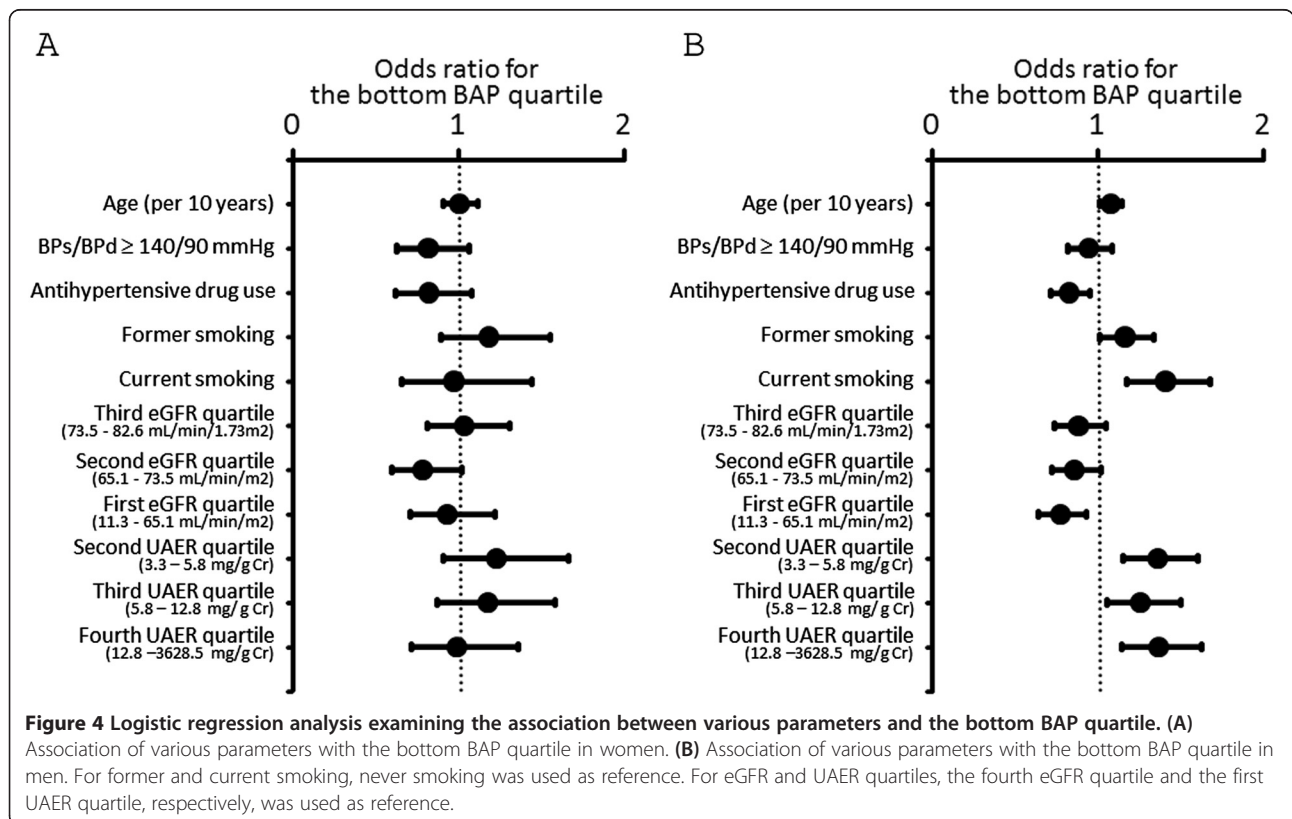 A
Odds ratio for
the bottom BAP quartile
0 1 2
Age (per 10 years)
BPs/BPd ≥ 140/90 mmHg
Antihypertensive drug use
Former smoking
Current smoking
Third eGFR quartile
(73.5 - 82.6 mL/min/1.73m2)
Second eGFR quartile
(65.1 - 73.5 mL/min/m2)
First eGFR quartile
(11.3 - 65.1 mL/min/m2)
Second UAER quartile
(3.3 – 5.8 mg/g Cr)
Third UAER quartile
(5.8 – 12.8 mg/g Cr)
Fourth UAER quartile
(12.8 –3628.5 mg/g Cr)
B
Odds ratio for
the bottom BAP quartile
0 1 2
Age (per 10 years)
BPs/BPd ≥ 140/90 mmHg
Antihypertensive drug use
Former smoking
Current smoking
Third eGFR quartile
(73.5 - 82.6 mL/min/1.73m2)
Second eGFR quartile
(65.1 - 73.5 mL/min/m2)
First eGFR quartile
(11.3 - 65.1 mL/min/m2)
Second UAER quartile
(3.3 – 5.8 mg/g Cr)
Third UAER quartile
(5.8 – 12.8 mg/g Cr)
Fourth UAER quartile
(12.8 –3628.5 mg/g Cr)
Figure 4 Logistic regression analysis examining the association between various parameters and the bottom BAP quartile. (A)
Association of various parameters with the bottom BAP quartile in women. (B) Association of various parameters with the bottom BAP quartile in
men. For former and current smoking, never smoking was used as reference. For eGFR and UAER quartiles, the fourth eGFR quartile and the first
UAER quartile, respectively, was used as reference.